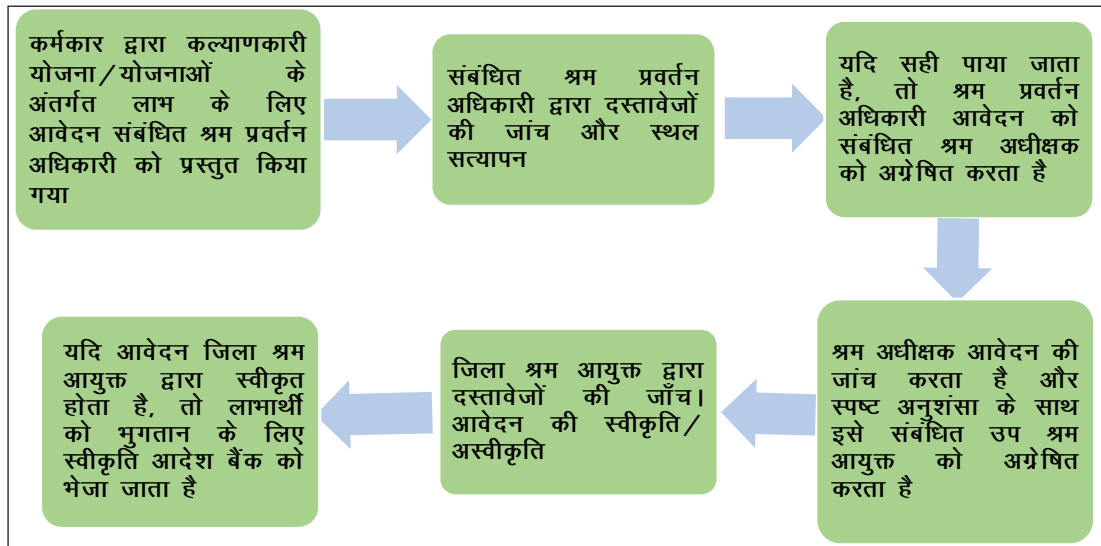 कर्मकार द्वारा कल्याणकारी
योजना/योजनाओं के
अंतर्गत लाभ के लिए
आवेदन संबंधित श्रम प्रवर्तन
अधिकारी को प्रस्तुत किया
गया
संबंधित श्रम प्रवर्तन
अधिकारी द्वारा दस्तावेजों
की जांच और स्थल
सत्यापन
यदि सही पाया जाता
है, तो श्रम प्रवर्तन
अधिकारी आवेदन को
संबंधित श्रम अधीक्षक
को अग्रेषित करता है
श्रम अधीक्षक आवेदन की
जांच करता है और
स्पष्ट अनुशंसा के साथ
इसे संबंधित उप श्रम
आयुक्त को अग्रेषित
करता है
जिला श्रम आयुक्त द्वारा
दस्तावेजों की जाँच।
आवेदन की स्वीकृति/
अस्वीकृति
यदि आवेदन जिला श्रम
आयुक्त द्वारा स्वीकृत
होता है, तो लाभार्थी
को भुगतान के लिए
स्वीकृति आदेश बैंक को
भेजा जाता है